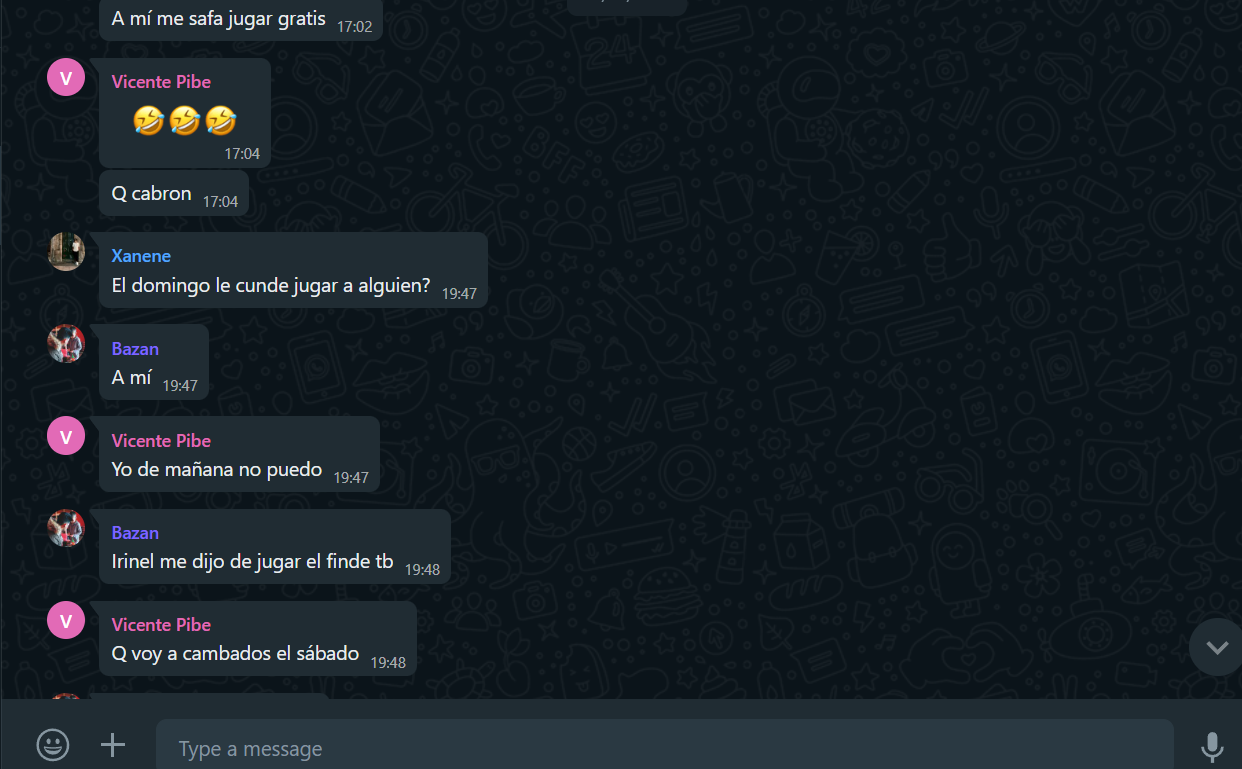 A mí me safa jugar gratis 17:02
V
Vicente Pibe
🤣🤣🤣
17:04
Q cabron 17:04
Xanene
El domingo le cunde jugar a alguien? 19:47
Bazan
A mí 19:47
V
Vicente Pibe
Yo de mañana no puedo 19:47
Bazan
Irinel me dijo de jugar el finde tb 19:48
V
Vicente Pibe
Q voy a cambados el sábado 19:48
Type a message